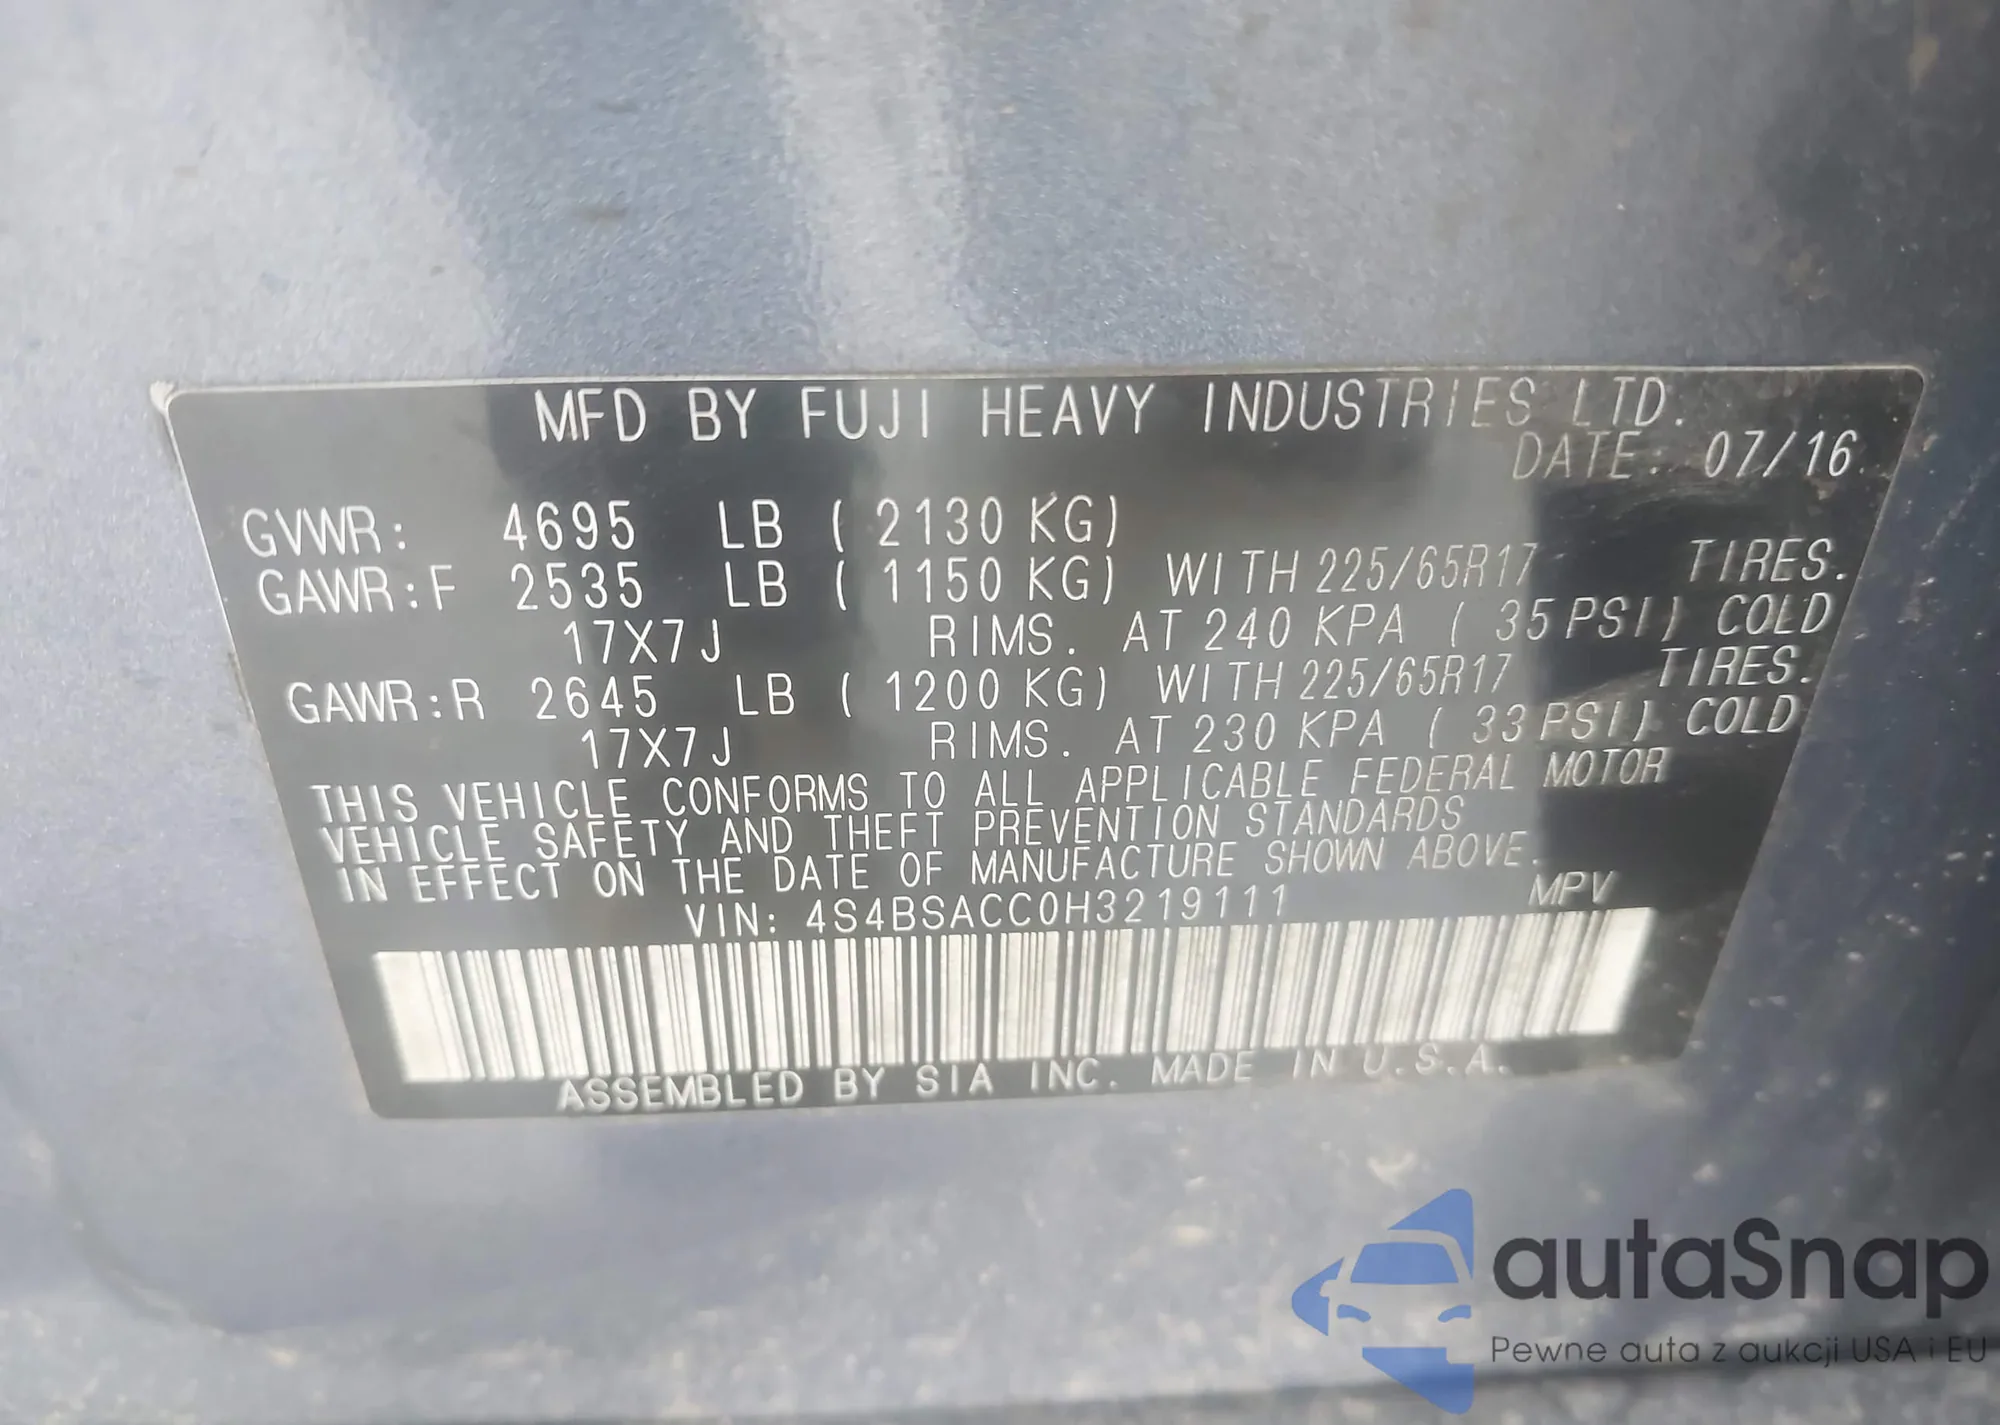 MFD BY FUJI HEAVY INDUSTRIES LTD.
DATE: 07/16
GVWR: 4695 LB ( 2130 KG)
GAWR:F 2535 LB ( 1150 KG) WITH 225/65R17 TIRES.
17X7J RIMS. AT 240 KPA ( 35 PSI) COLD
GAWR:R 2645 LB ( 1200 KG) WITH 225/65R17 TIRES.
17X7J RIMS. AT 230 KPA ( 33 PSI) COLD
THIS VEHICLE CONFORMS TO ALL APPLICABLE FEDERAL MOTOR
VEHICLE SAFETY AND THEFT PREVENTION STANDARDS
IN EFFECT ON THE DATE OF MANUFACTURE SHOWN ABOVE.
VIN: 4S4BSACC0H3219111 MPV
ASSEMBLED BY SIA INC. MADE IN U.S.A.
autaSnap
Pewne auta z aukcji USA i EU